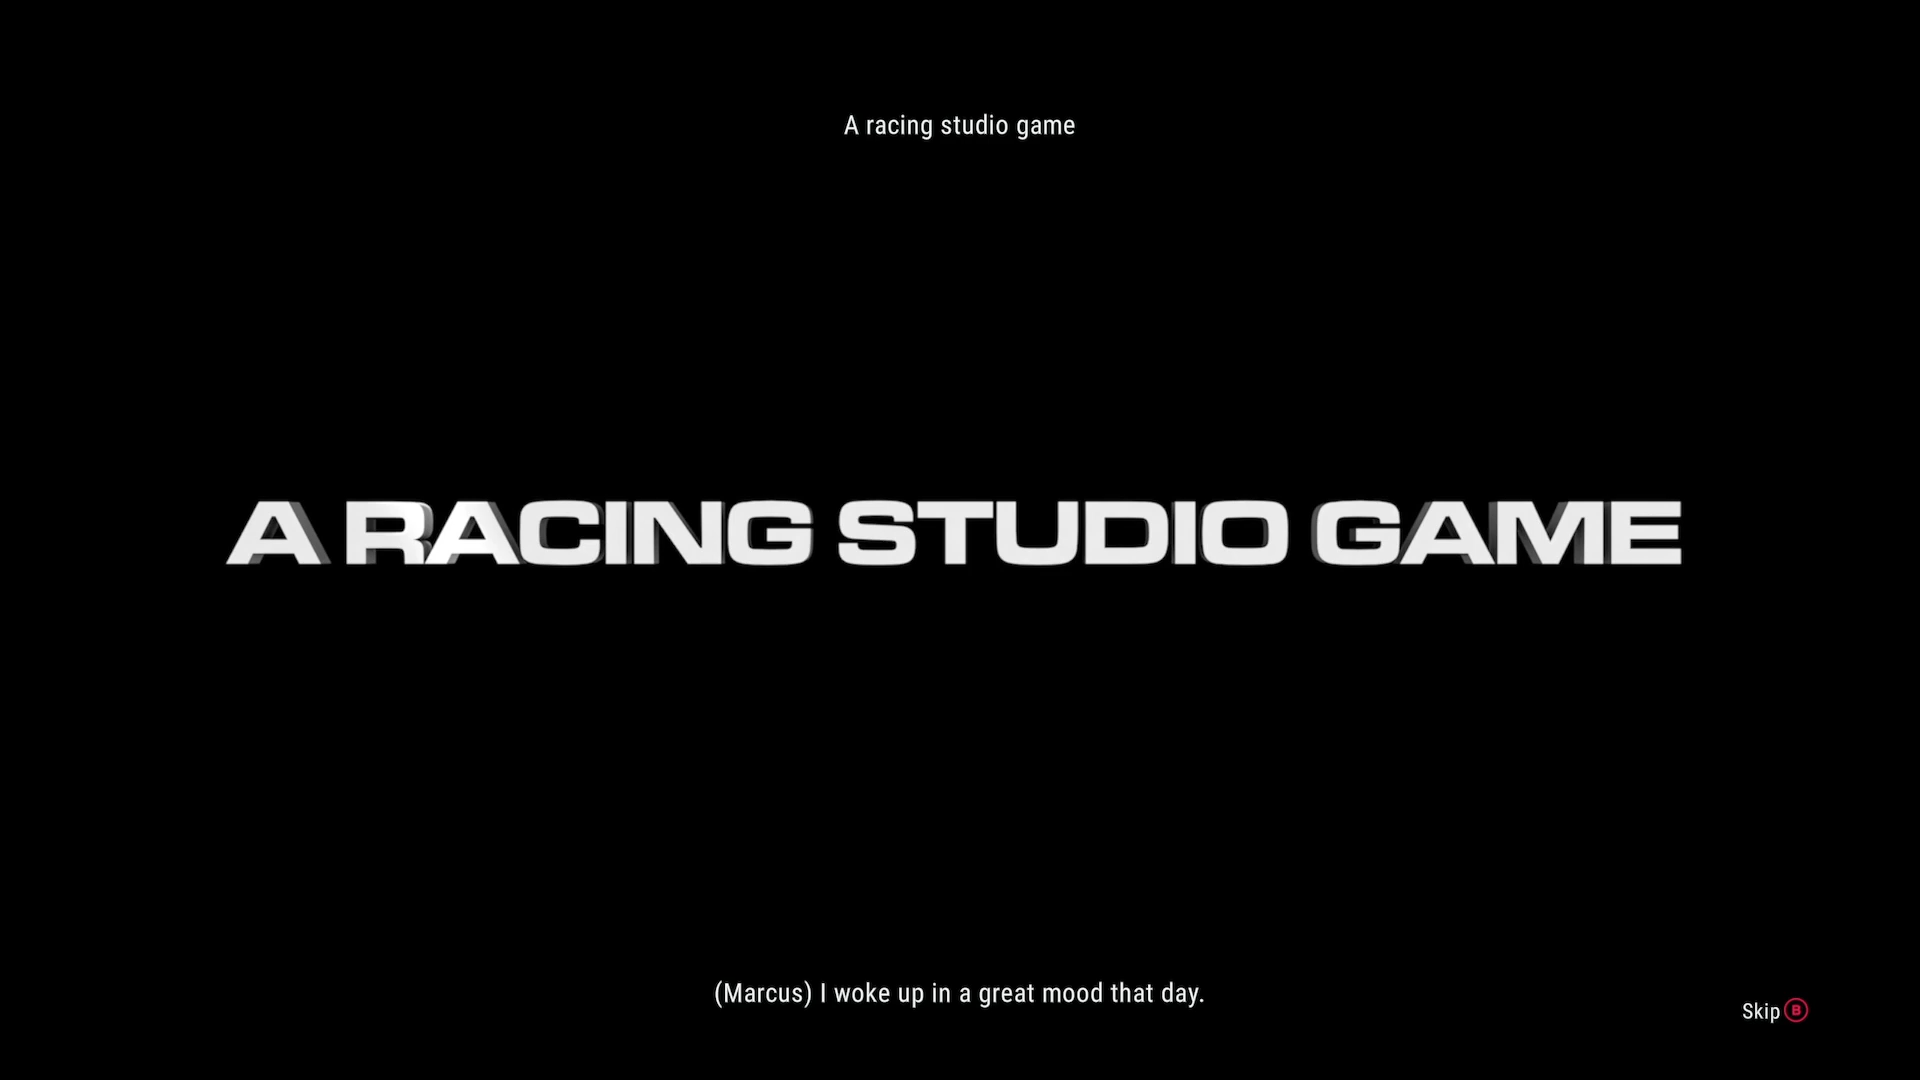 A racing studio game
A RACING STUDIO GAME
(Marcus) I woke up in a great mood that day.
Skip B